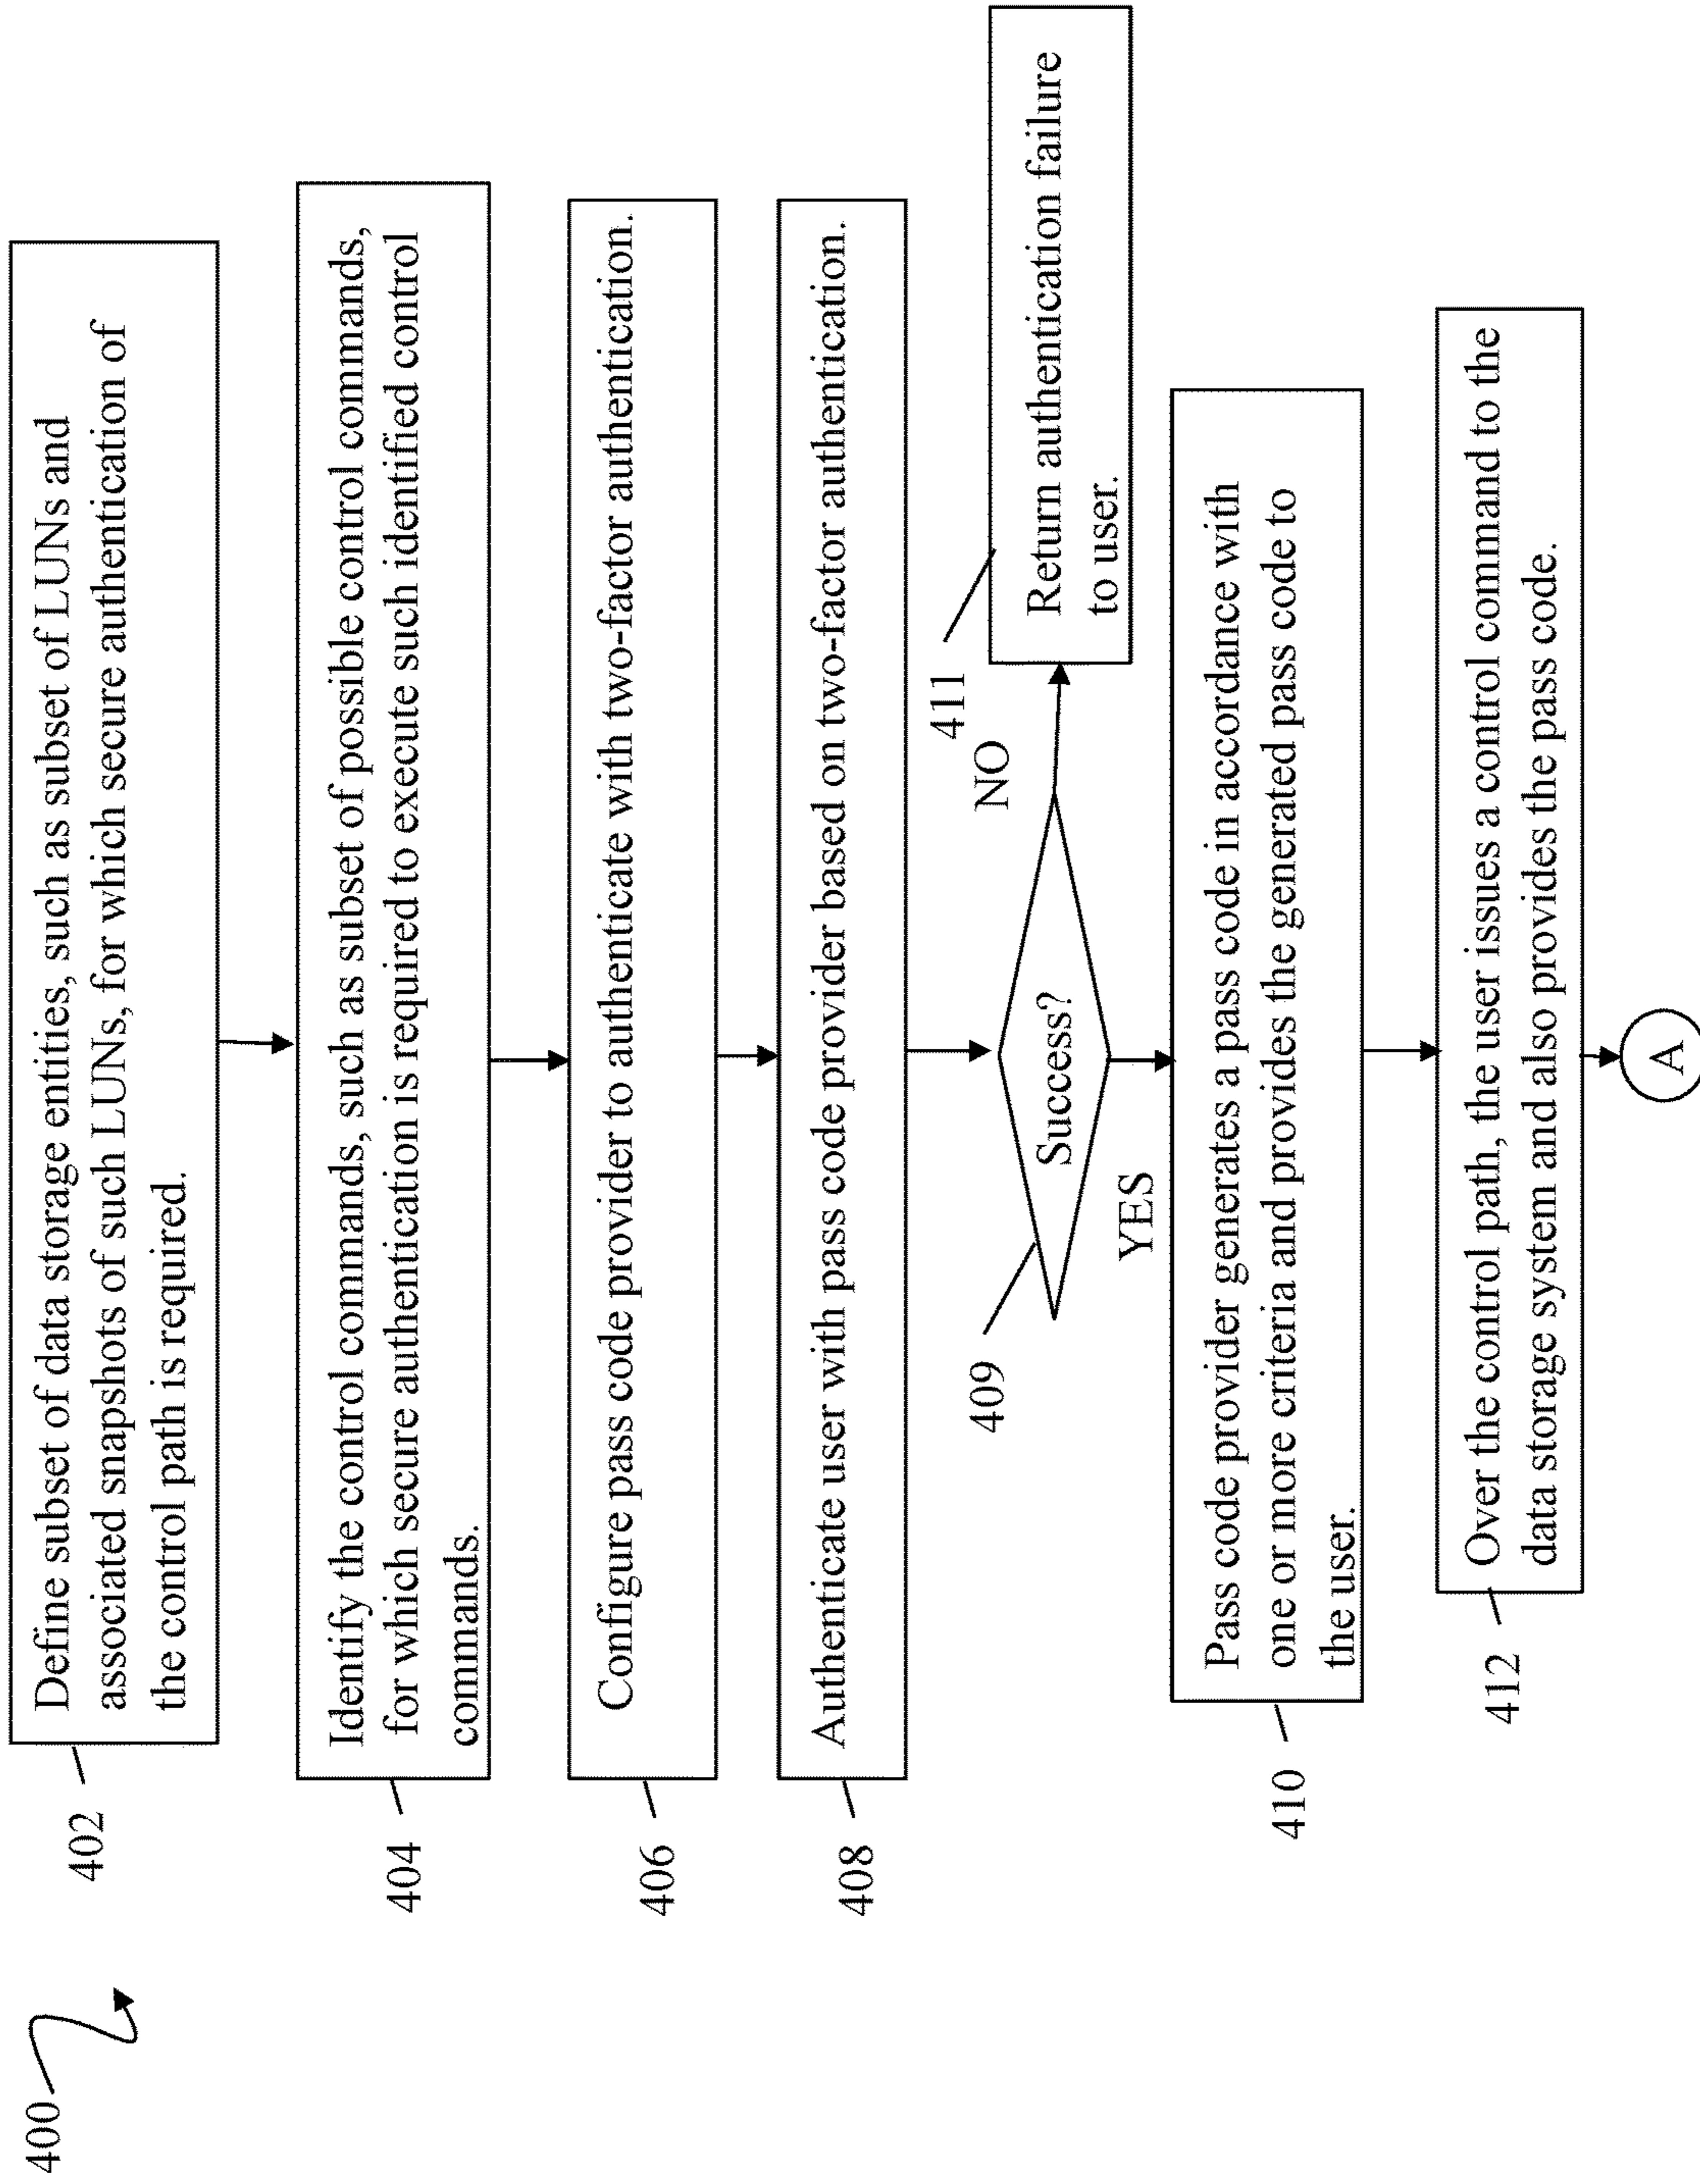 400
402
Define subset of data storage entities, such as subset of LUNs and
associated snapshots of such LUNs, for which secure authentication of
the control path is required.
404
Identify the control commands, such as subset of possible control commands,
for which secure authentication is required to execute such identified control
commands.
406
Configure pass code provider to authenticate with two-factor authentication.
408
Authenticate user with pass code provider based on two-factor authentication.
409
Success?
NO
411
Return authentication failure
to user.
YES
410
Pass code provider generates a pass code in accordance with
one or more criteria and provides the generated pass code to
the user.
412
Over the control path, the user issues a control command to the
data storage system and also provides the pass code.
A